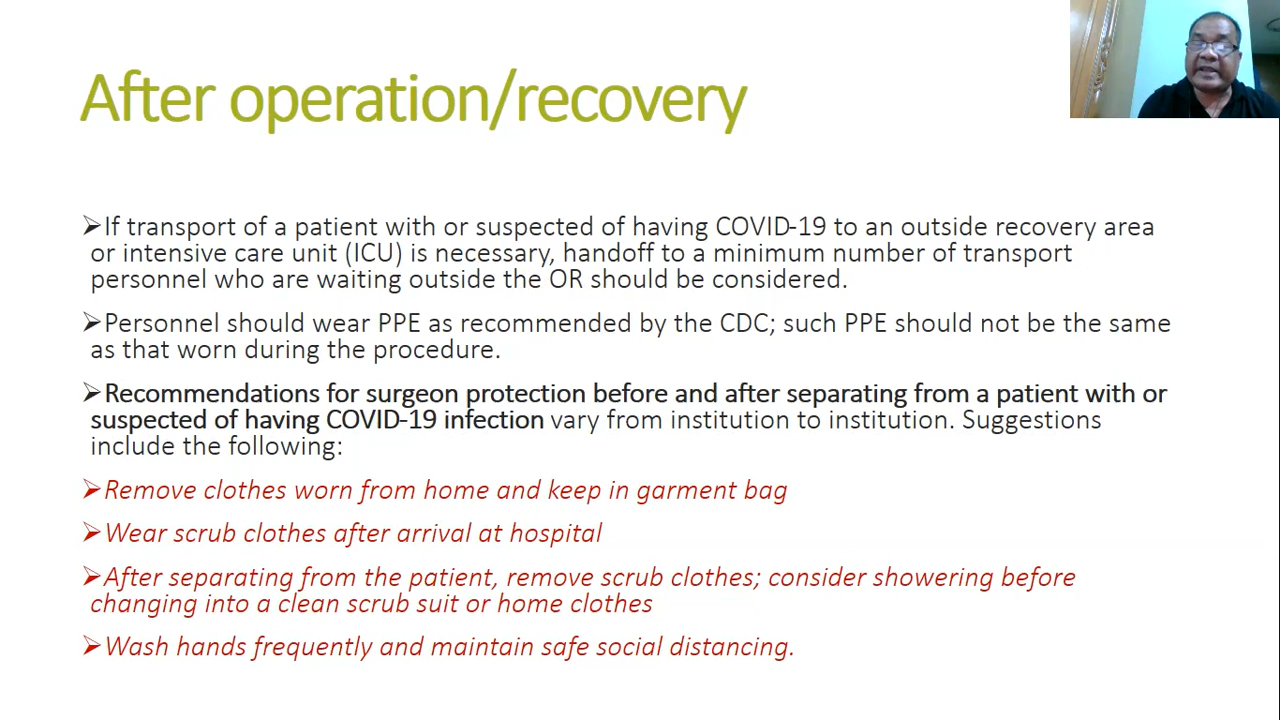 After operation/recovery
➢If transport of a patient with or suspected of having COVID-19 to an outside recovery area
or intensive care unit (ICU) is necessary, handoff to a minimum number of transport
personnel who are waiting outside the OR should be considered.
➢Personnel should wear PPE as recommended by the CDC; such PPE should not be the same
as that worn during the procedure.
➢Recommendations for surgeon protection before and after separating from a patient with or
suspected of having COVID-19 infection vary from institution to institution. Suggestions
include the following:
➢Remove clothes worn from home and keep in garment bag
➢Wear scrub clothes after arrival at hospital
➢After separating from the patient, remove scrub clothes; consider showering before
changing into a clean scrub suit or home clothes
➢Wash hands frequently and maintain safe social distancing.